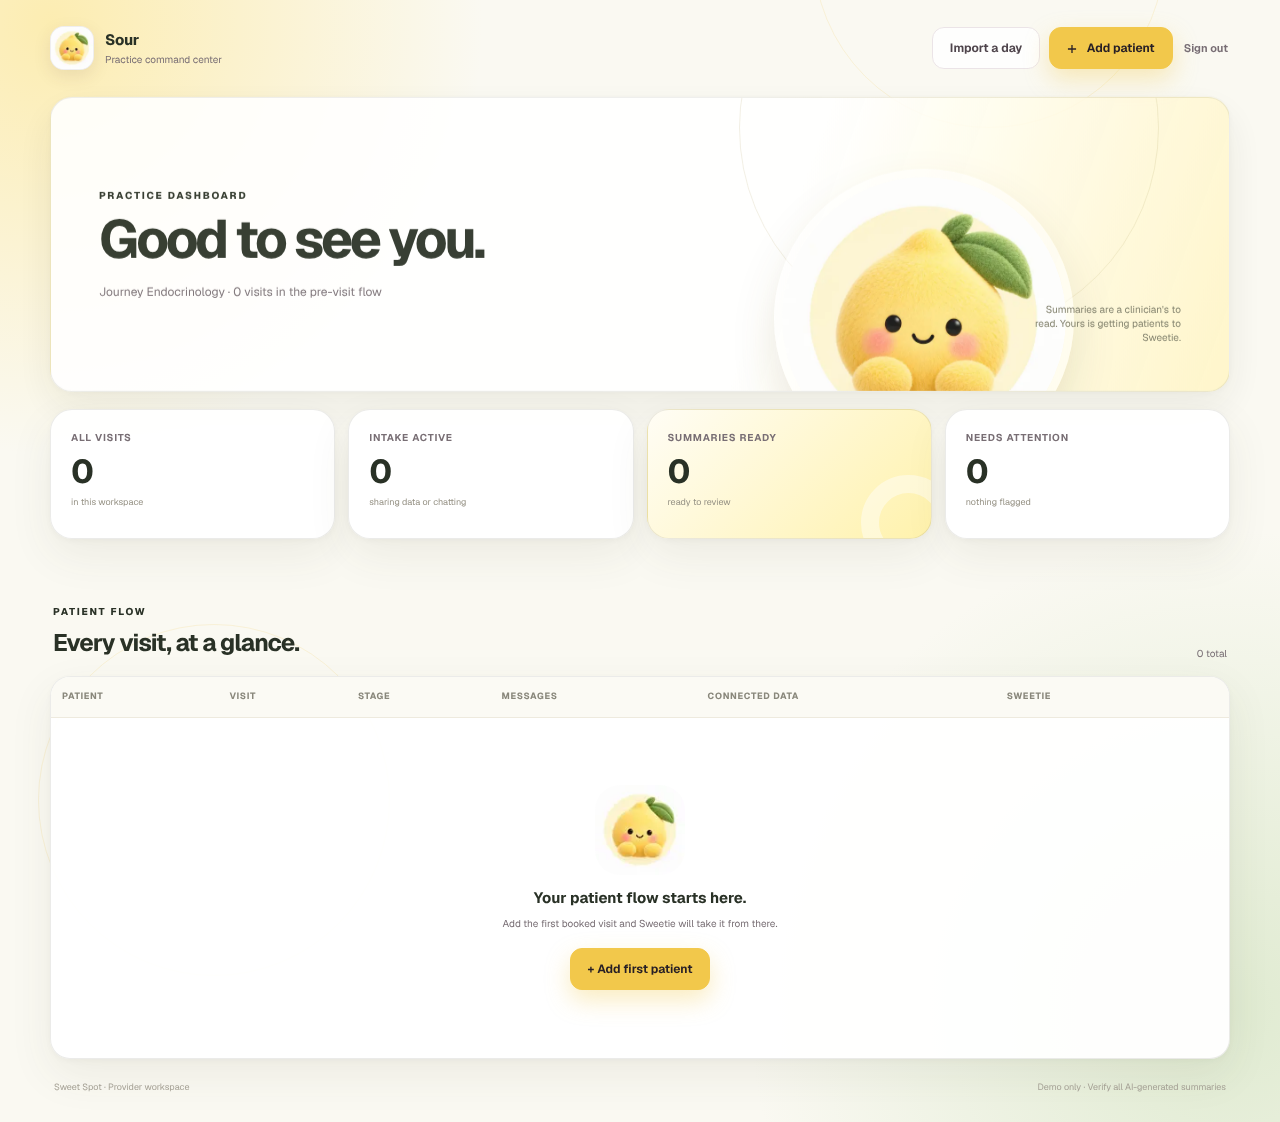 Sour
Practice command center
Import a day
+ Add patient
Sign out
PRACTICE DASHBOARD
Good to see you.
Journey Endocrinology · 0 visits in the pre-visit flow
Summaries are a clinician's to
read. Yours is getting patients to
Sweetie.
ALL VISITS
0
in this workspace
INTAKE ACTIVE
0
sharing data or chatting
SUMMARIES READY
0
ready to review
NEEDS ATTENTION
0
nothing flagged
PATIENT FLOW
Every visit, at a glance.
0 total
PATIENT VISIT STAGE MESSAGES CONNECTED DATA SWEETIE
Your patient flow starts here.
Add the first booked visit and Sweetie will take it from there.
+ Add first patient
Sweet Spot · Provider workspace
Demo only · Verify all AI-generated summaries